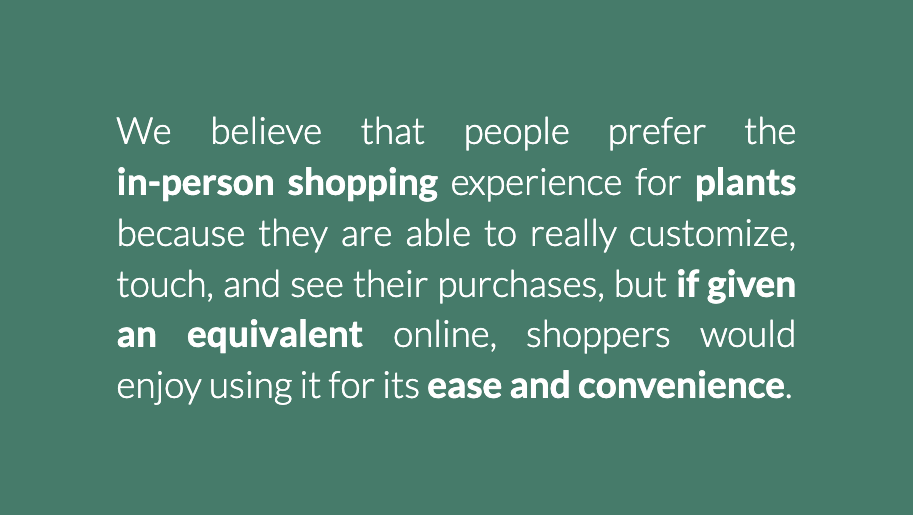 We believe that people prefer the
in-person shopping experience for plants
because they are able to really customize,
touch, and see their purchases, but if given
an equivalent online, shoppers would
enjoy using it for its ease and convenience.